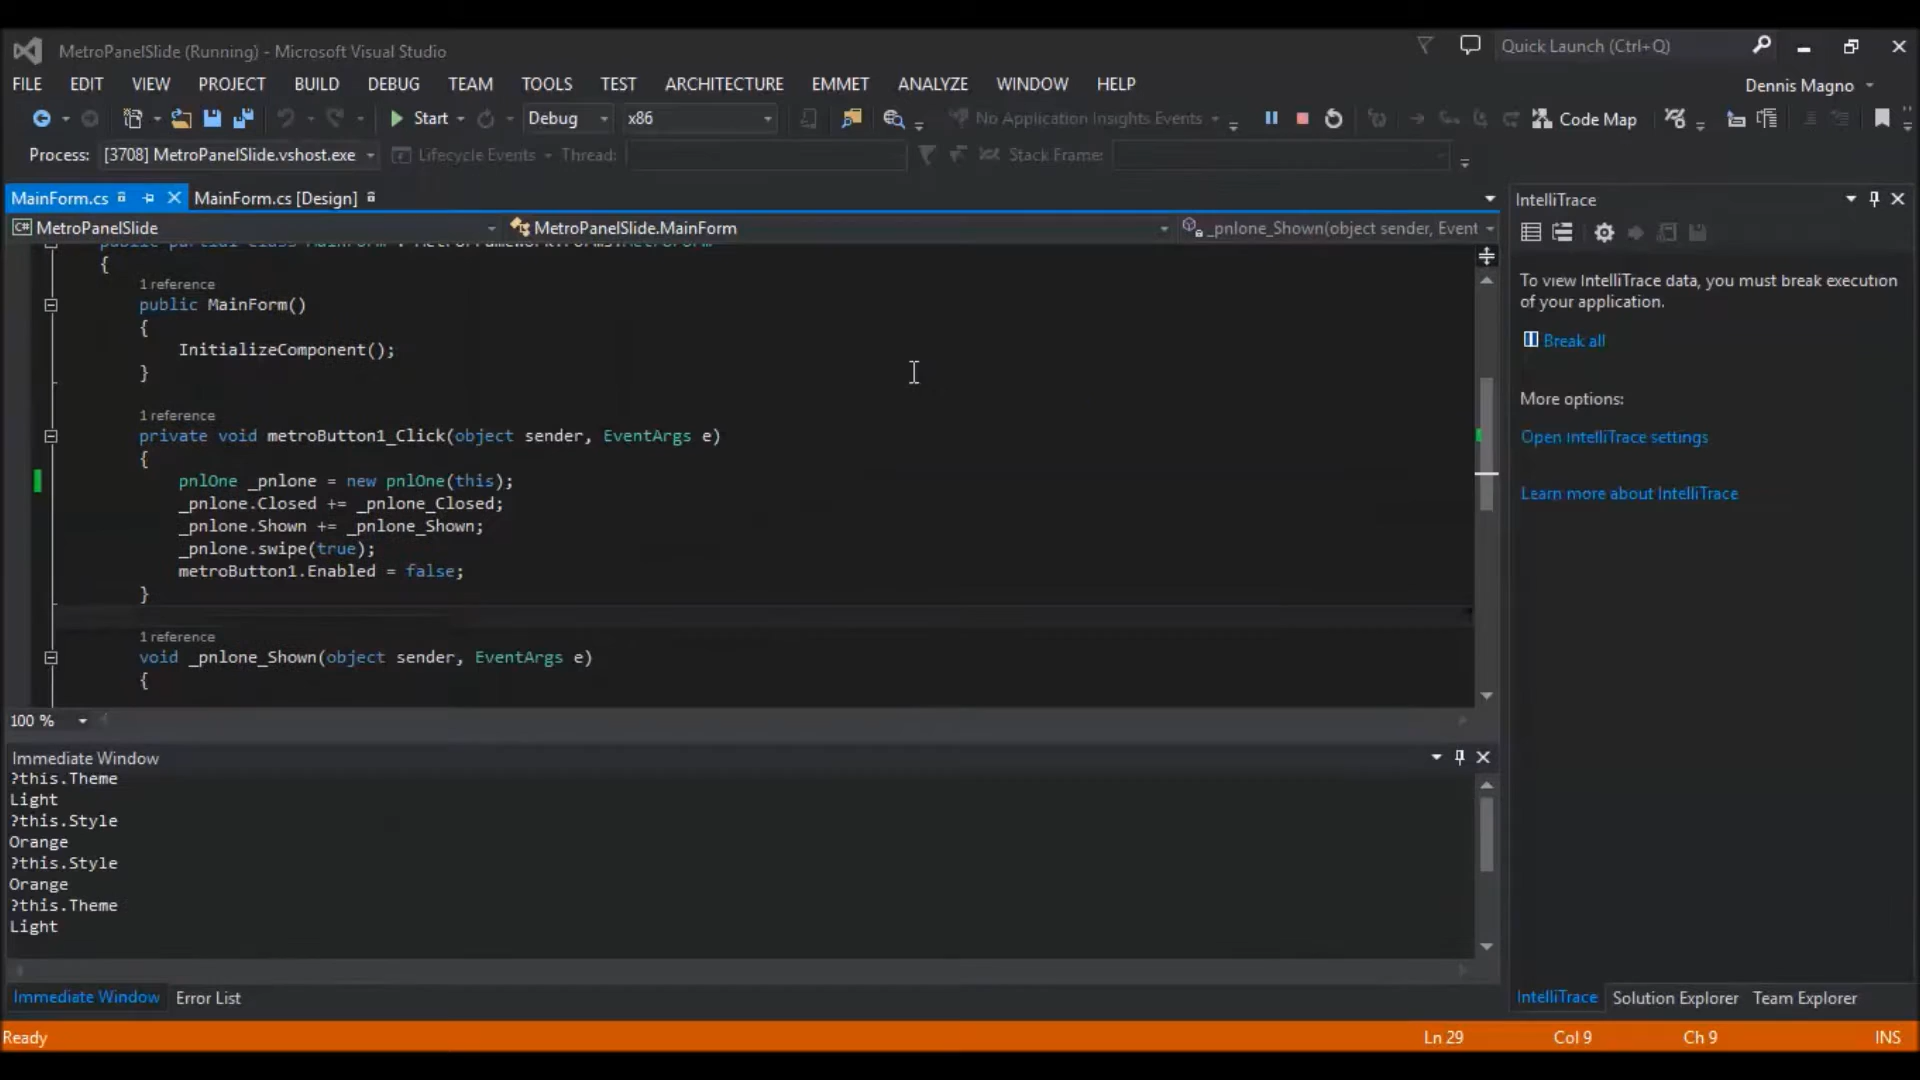 MetroPanelSlide (Running) - Microsoft Visual Studio
Quick Launch (Ctrl+Q)
FILE EDIT VIEW PROJECT BUILD DEBUG TEAM TOOLS TEST ARCHITECTURE EMMET ANALYZE WINDOW HELP
Dennis Magno
Start Debug x86 No Application Insights Events Code Map
Process: [3708] MetroPanelSlide.vshost.exe Lifecycle Events Thread: Stack Frame:
MainForm.cs MainForm.cs [Design]
C# MetroPanelSlide MetroPanelSlide.MainForm _pnlone_Shown(object sender, Event
public partial class MainForm : MetroFramework.Forms.MetroForm
{
1 reference
public MainForm()
{
InitializeComponent();
}
1 reference
private void metroButton1_Click(object sender, EventArgs e)
{
pnlOne _pnlone = new pnlOne(this);
_pnlone.Closed += _pnlone_Closed;
_pnlone.Shown += _pnlone_Shown;
_pnlone.swipe(true);
metroButton1.Enabled = false;
}
1 reference
void _pnlone_Shown(object sender, EventArgs e)
{
100 %
Immediate Window
?this.Theme
Light
?this.Style
Orange
?this.Style
Orange
?this.Theme
Light
Immediate Window Error List
IntelliTrace
To view IntelliTrace data, you must break execution
of your application.
Break all
More options:
Open IntelliTrace settings
Learn more about IntelliTrace
IntelliTrace Solution Explorer Team Explorer
Ready Ln 29 Col 9 Ch 9 INS